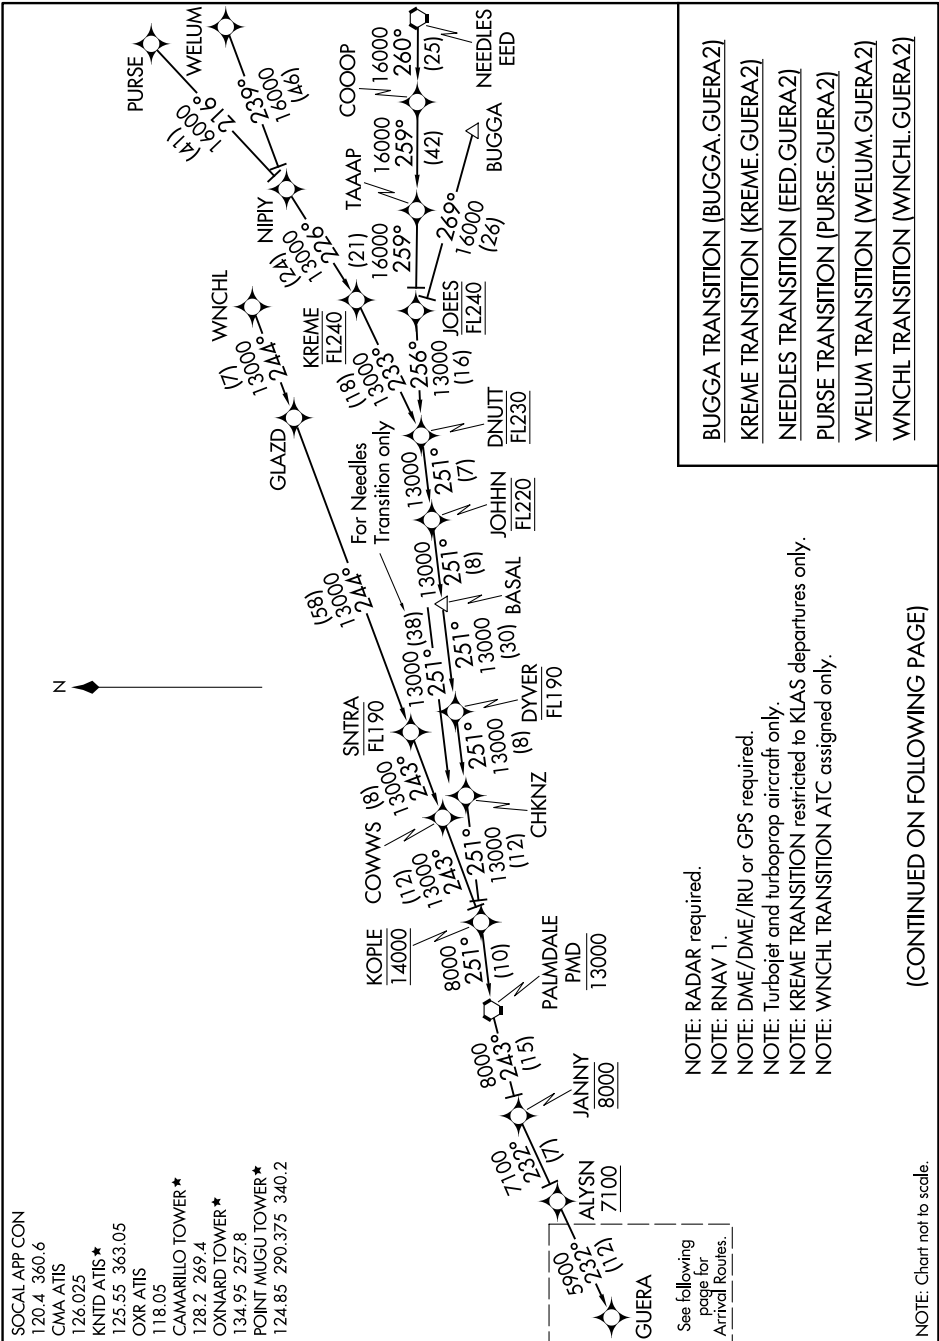 SOCAL APP CON
120.4 360.6
CMA ATIS
126.025
KNTD ATIS★
125.55 363.05
OXR ATIS
118.05
CAMARILLO TOWER★
128.2 269.4
OXNARD TOWER★
134.95 257.8
POINT MUGU TOWER★
124.85 290.375 340.2
N
PURSE
WELUM
16000
216°
(41)
239°
16000
(46)
NIPIY
13000
226°
(24)
KREME
FL240
(18)
13000
233°
WNCHL
(7)
13000
244°
GLAZD
(58)
13000
244°
SNTRA
FL190
(8)
13000
243°
COWWS
(12)
13000
243°
NEEDLES
EED
16000
260°
(25)
COOOP
16000
259°
(42)
TAAAP
(21)
16000
259°
BUGGA
269°
16000
(26)
JOEES
FL240
256°
13000
(16)
DNUTT
FL230
13000
251°
(7)
JOHHN
FL220
13000
251°
(8)
BASAL
For Needles
Transition only
13000 (38)
251°
251°
13000
(30)
DYVER
FL190
251°
13000
(8)
CHKNZ
251°
13000
(12)
KOPLE
14000
8000
251°
(10)
PALMDALE
PMD
13000
8000
243°
(15)
JANNY
8000
7100
232°
(7)
ALYSN
7100
5900
232°
(12)
GUERA
See following
page for
Arrival Routes.
BUGGA TRANSITION (BUGGA.GUERA2)
KREME TRANSITION (KREME.GUERA2)
NEEDLES TRANSITION (EED.GUERA2)
PURSE TRANSITION (PURSE.GUERA2)
WELUM TRANSITION (WELUM.GUERA2)
WNCHL TRANSITION (WNCHL.GUERA2)
NOTE: RADAR required.
NOTE: RNAV 1.
NOTE: DME/DME/IRU or GPS required.
NOTE: Turbojet and turboprop aircraft only.
NOTE: KREME TRANSITION restricted to KLAS departures only.
NOTE: WNCHL TRANSITION ATC assigned only.
(CONTINUED ON FOLLOWING PAGE)
NOTE: Chart not to scale.